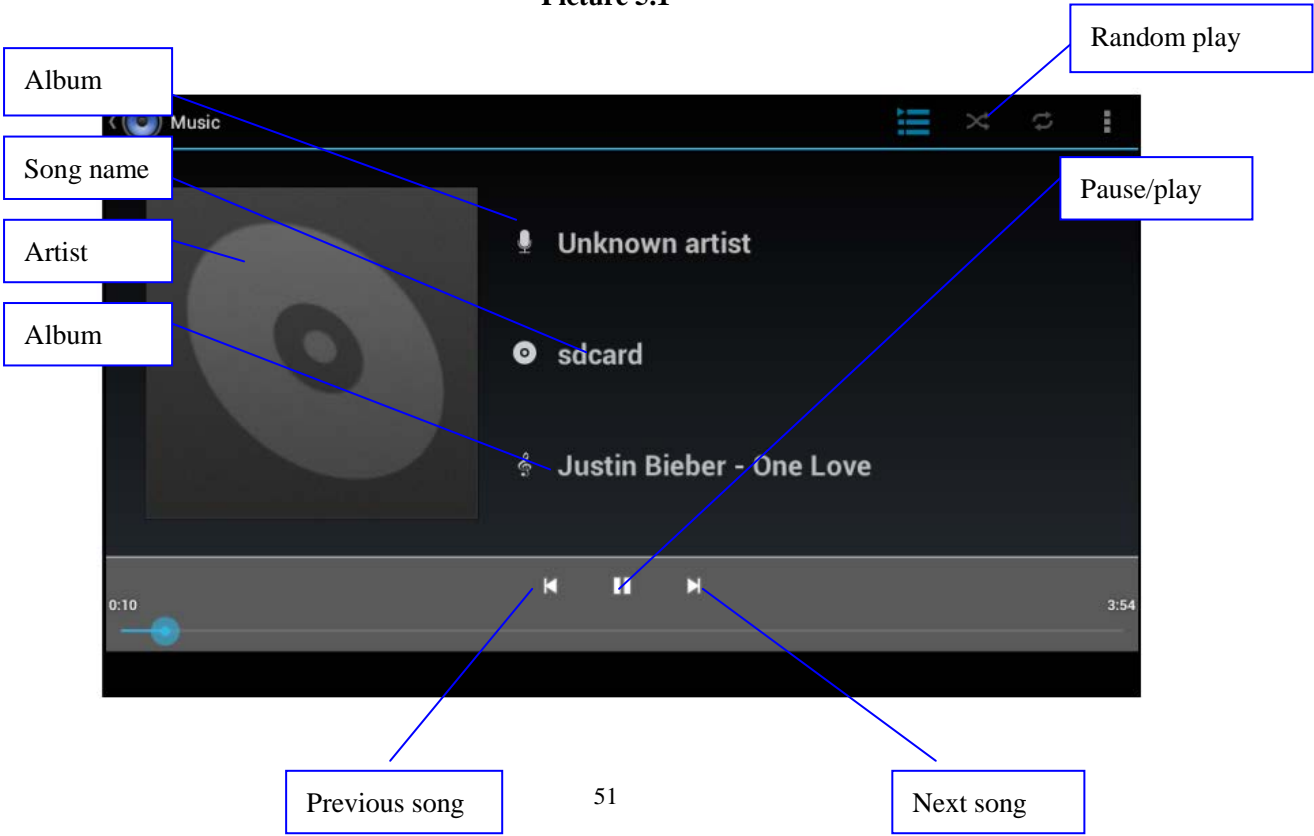 Picture 5.1
Random play
Album
Music
Song name
Pause/play
Artist
Unknown artist
Album
sdcard
Justin Bieber - One Love
0:10
3:54
Previous song
51
Next song